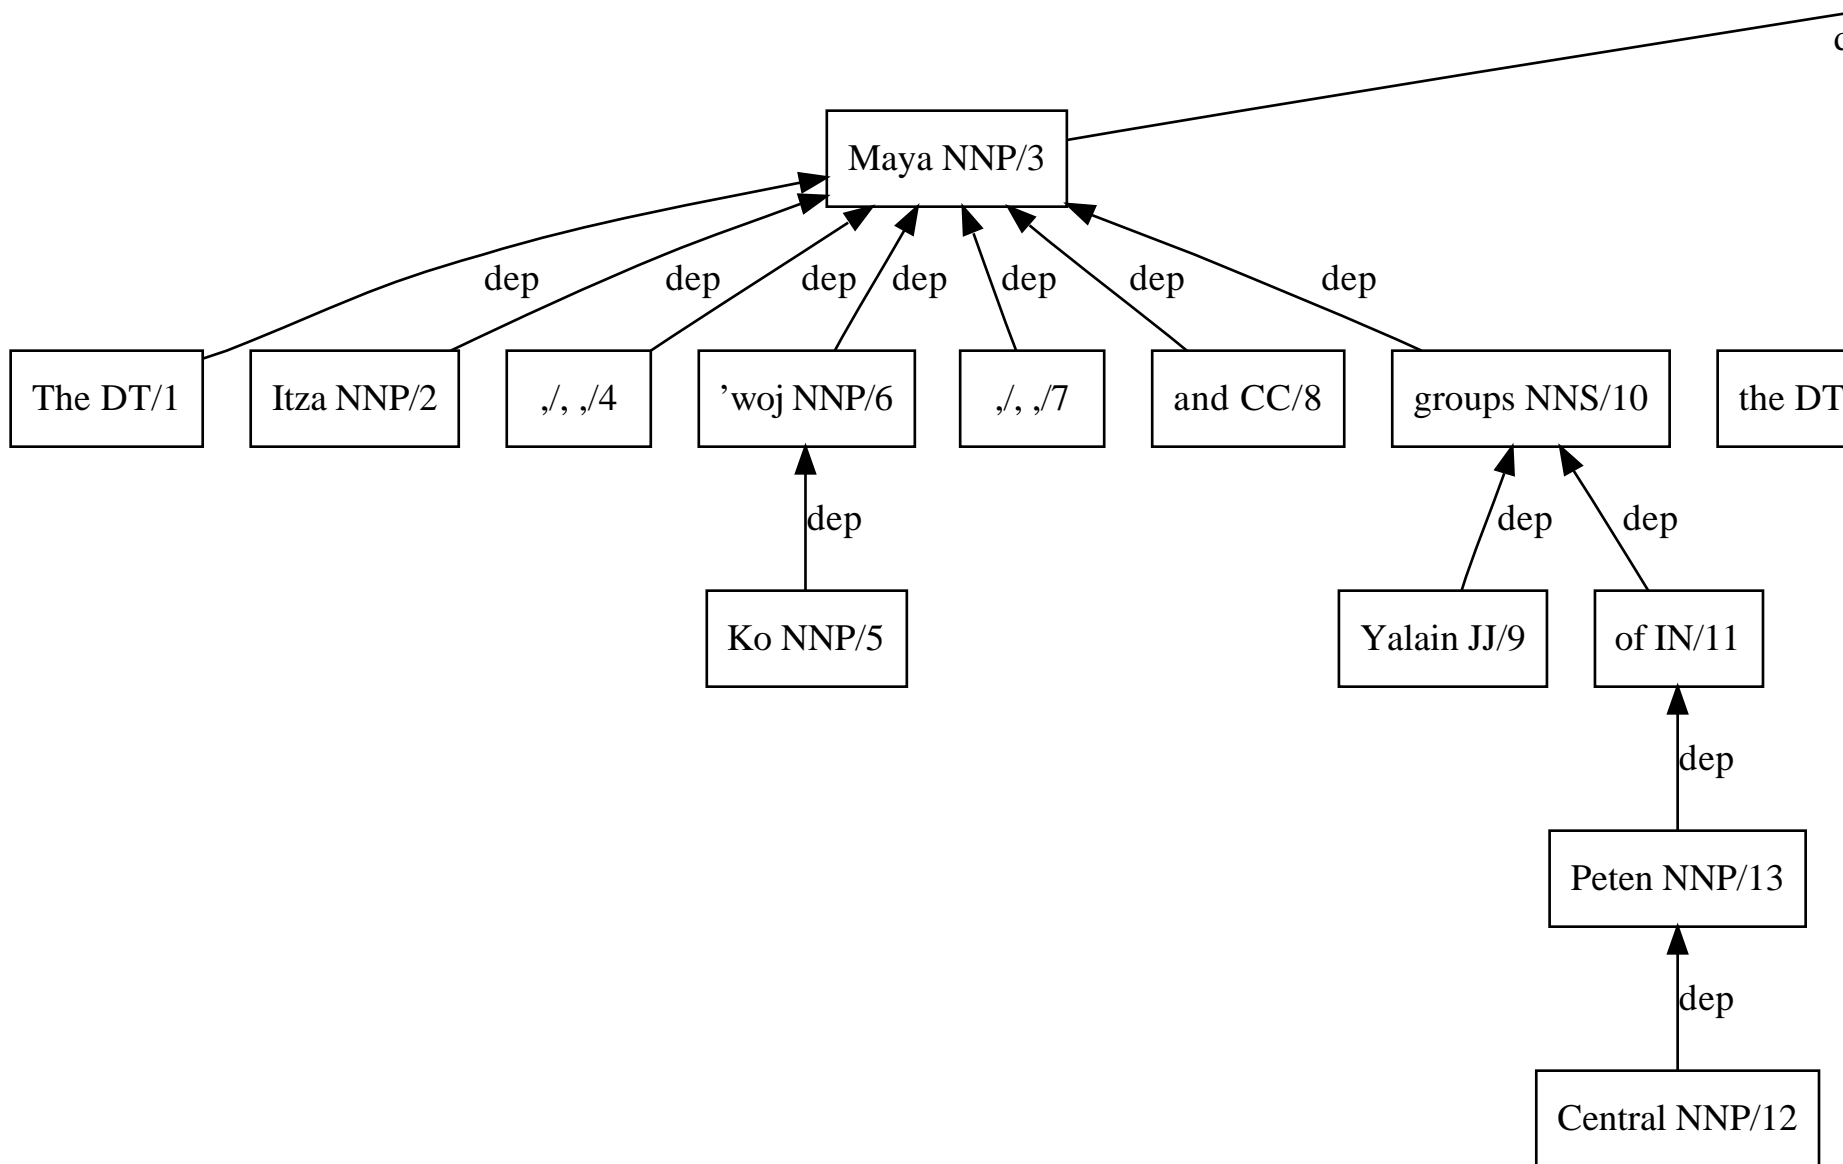 d
Maya NNP/3
dep dep dep dep dep dep dep
The DT/1 Itza NNP/2 ,/, ,/4 ’woj NNP/6 ,/, ,/7 and CC/8 groups NNS/10 the DT
dep dep dep
Ko NNP/5 Yalain JJ/9 of IN/11
dep
Peten NNP/13
dep
Central NNP/12